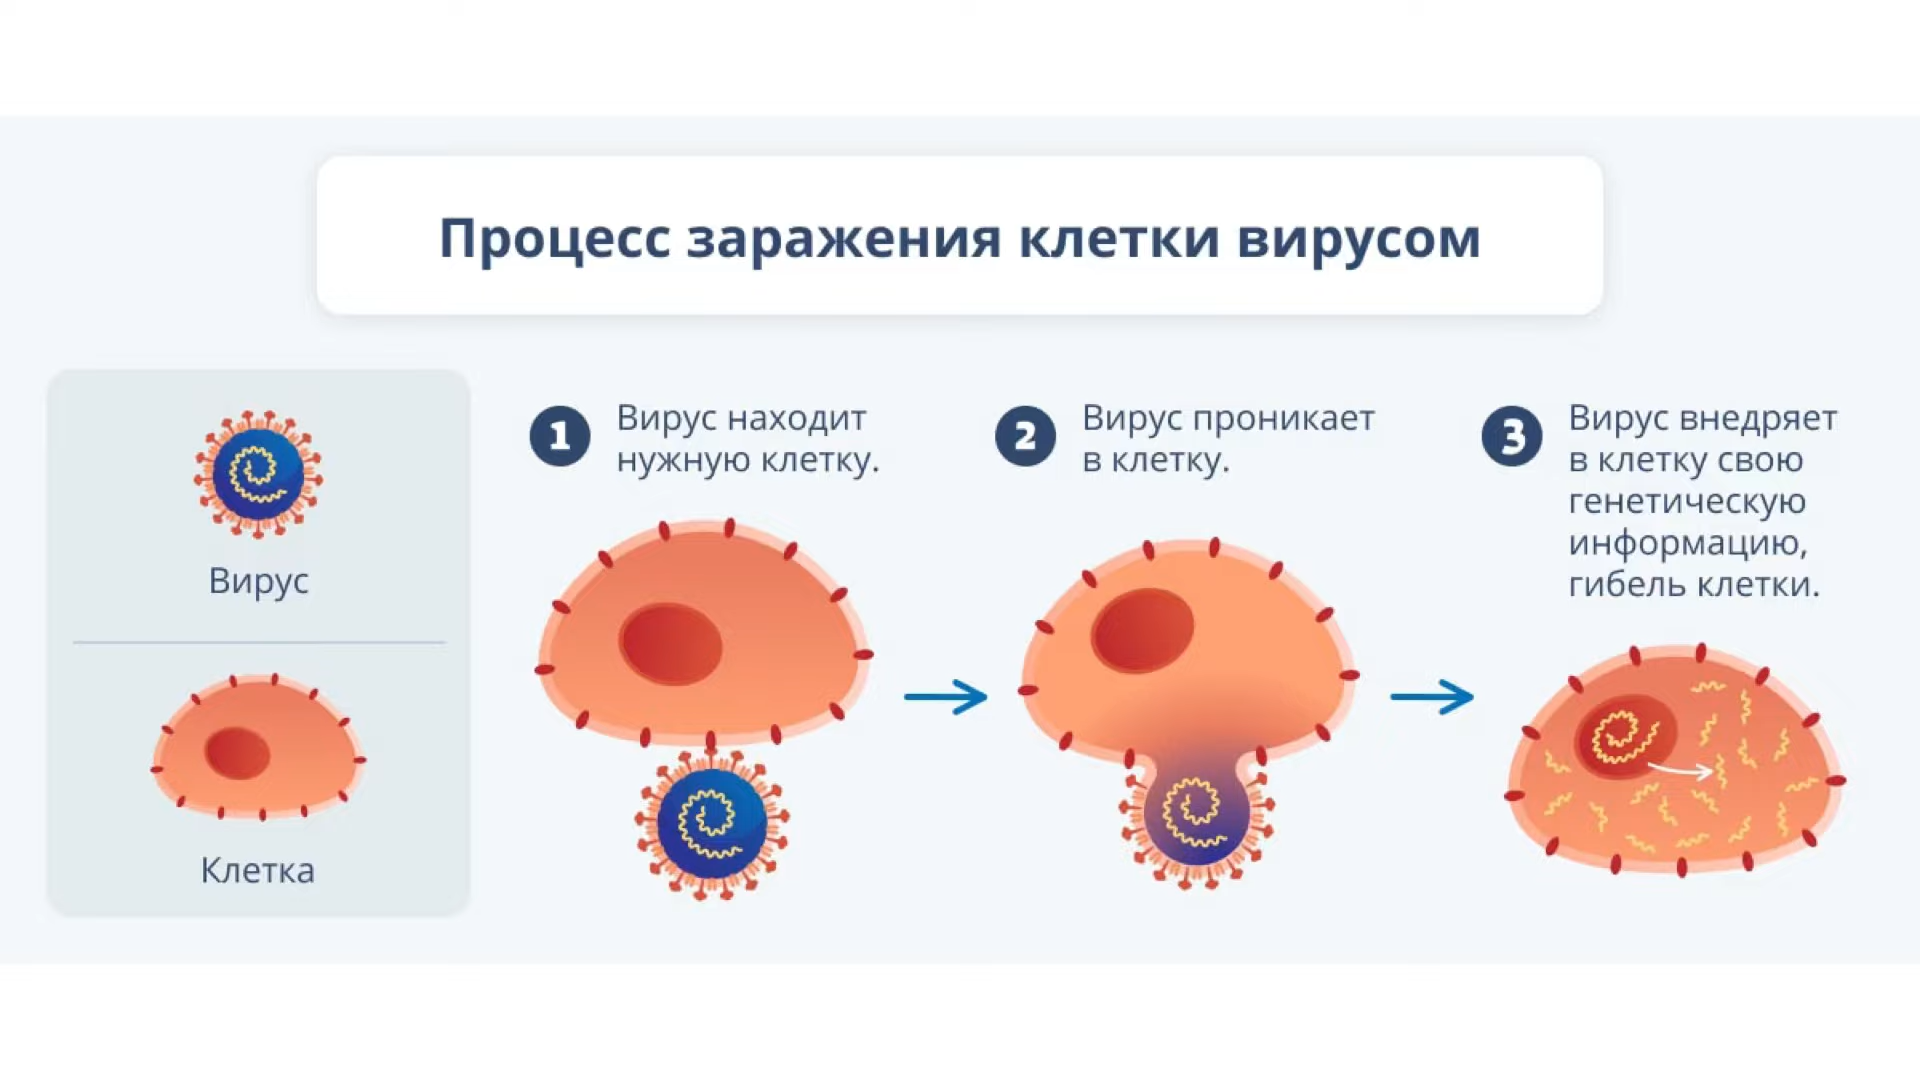 Процесс заражения клетки вирусом
Вирус
Клетка
1
Вирус находит
нужную клетку.
2
Вирус проникает
в клетку.
3
Вирус внедряет
в клетку свою
генетическую
информацию,
гибель клетки.